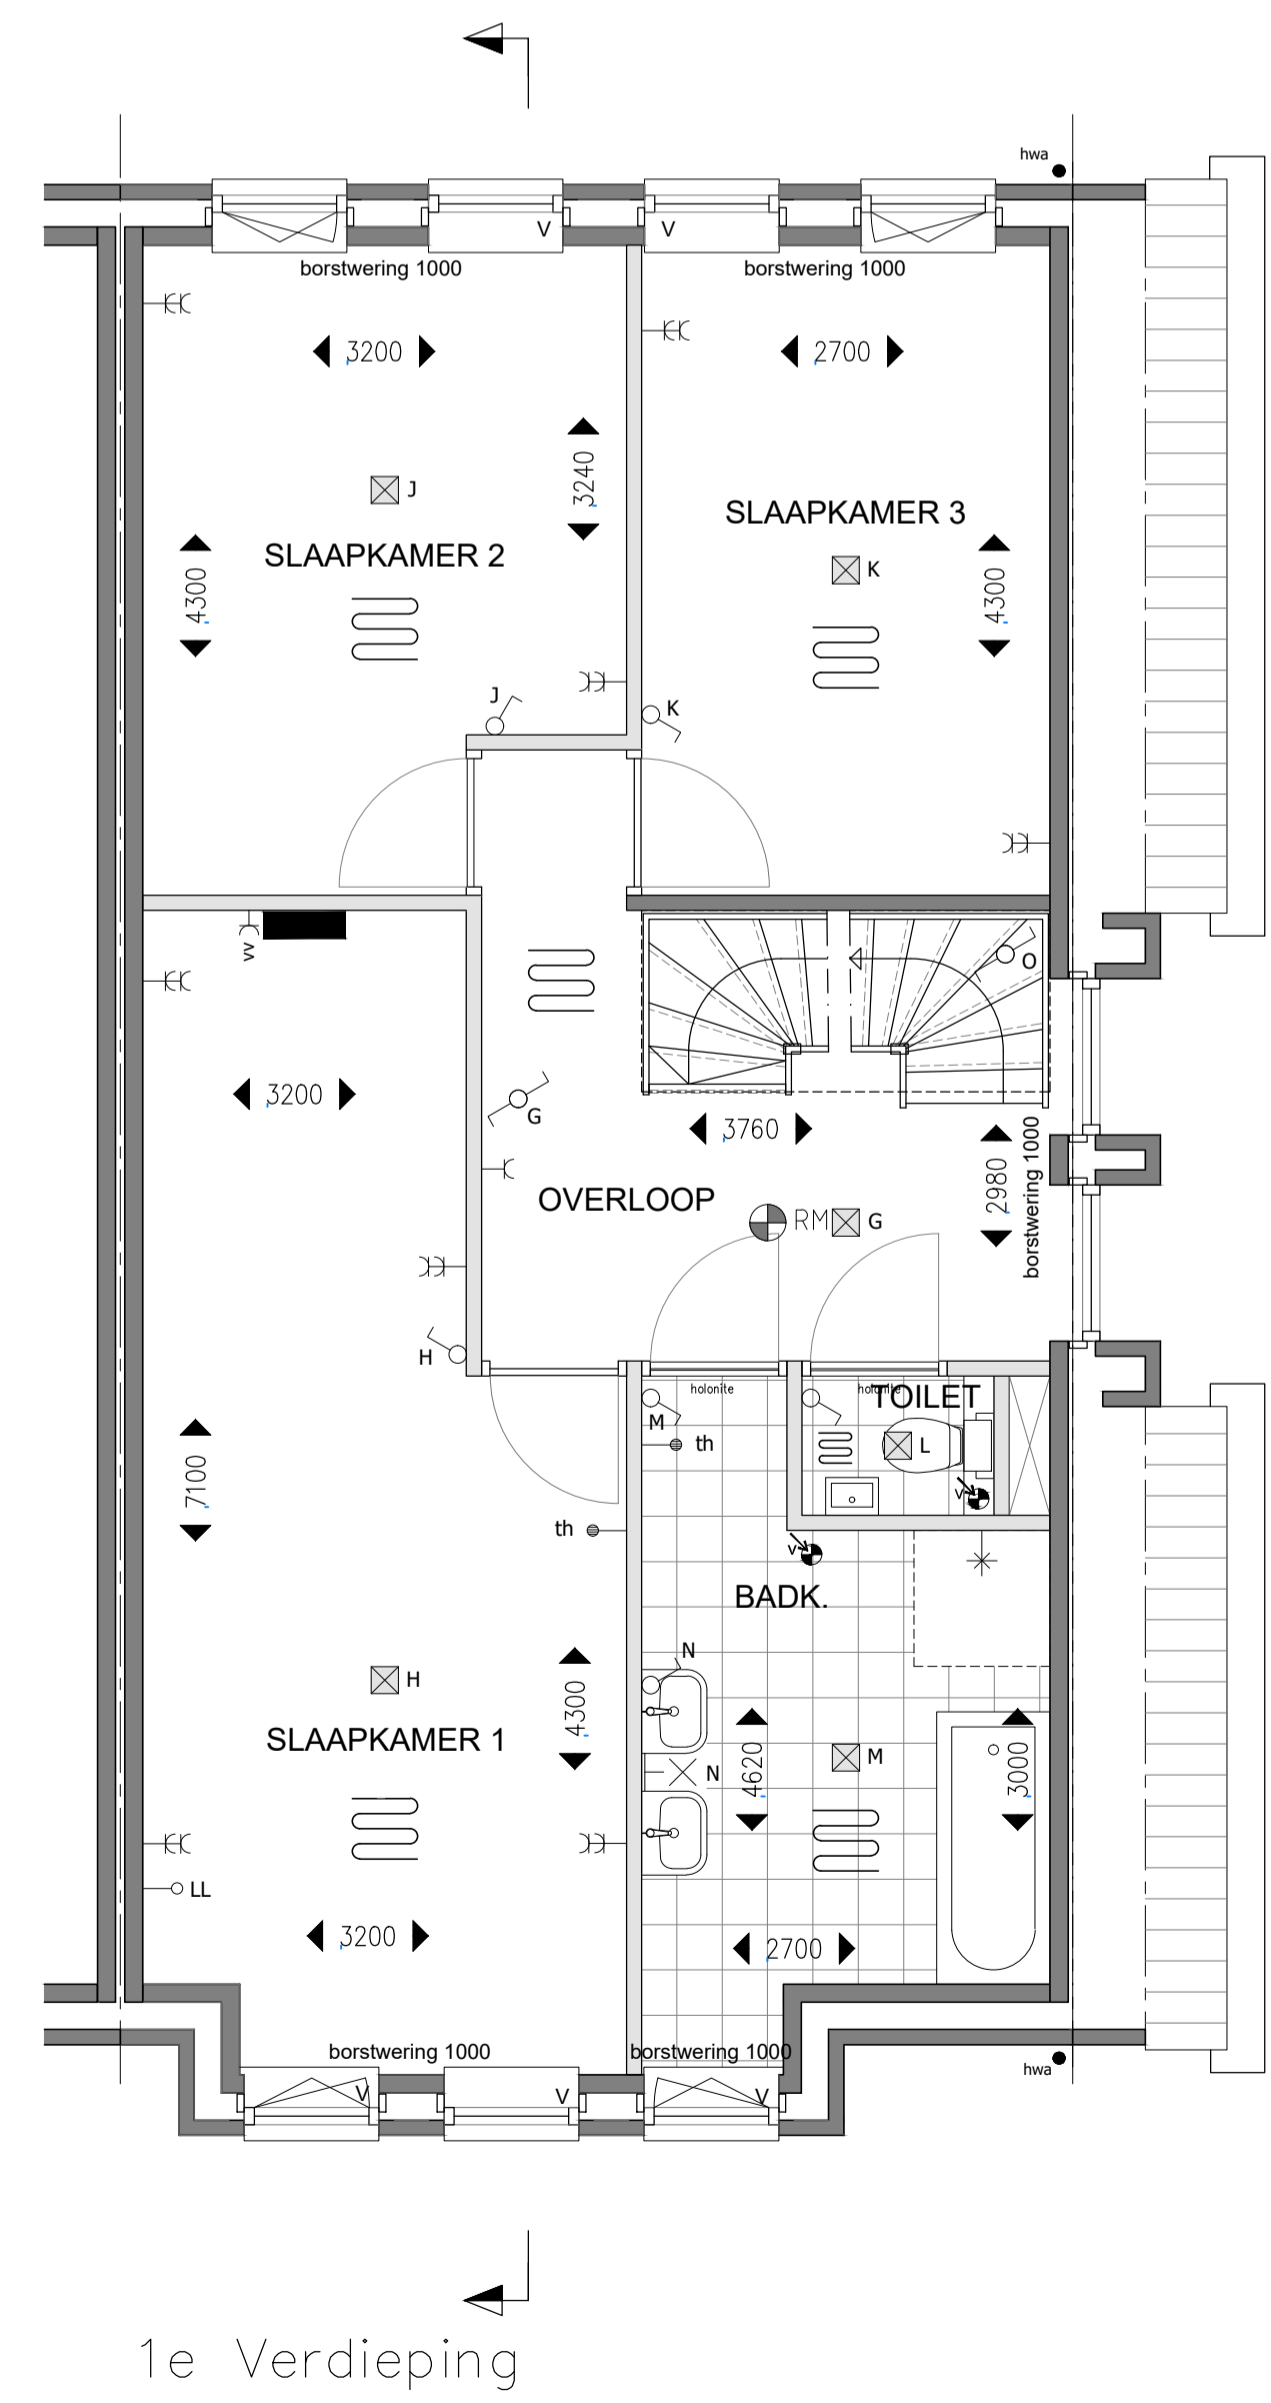 hwa
V
V
borstwering 1000
borstwering 1000
3200
2700
3240
J
SLAAPKAMER 3
SLAAPKAMER 2
K
4300
4300
J
K
vv
O
3200
G
3760
borstwering 1000
2980
OVERLOOP
RM
G
H
holonite
holonite
TOILET
M
th
L
7100
v
th
v
BADK.
N
H
4300
SLAAPKAMER 1
4620
M
3000
N
LL
3200
2700
borstwering 1000
borstwering 1000
hwa
V
V
V
1e Verdieping